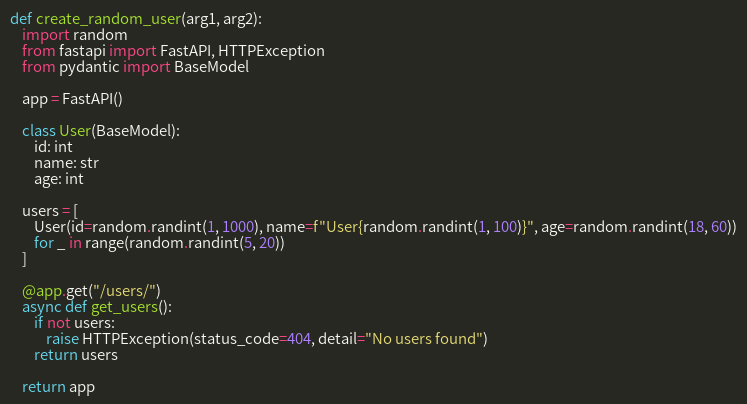 def create_random_user(arg1, arg2):
    import random
    from fastapi import FastAPI, HTTPException
    from pydantic import BaseModel

    app = FastAPI()

    class User(BaseModel):
        id: int
        name: str
        age: int

    users = [
        User(id=random.randint(1, 1000), name=f"User{random.randint(1, 100)}", age=random.randint(18, 60))
        for _ in range(random.randint(5, 20))
    ]

    @app.get("/users/")
    async def get_users():
        if not users:
            raise HTTPException(status_code=404, detail="No users found")
        return users

    return app